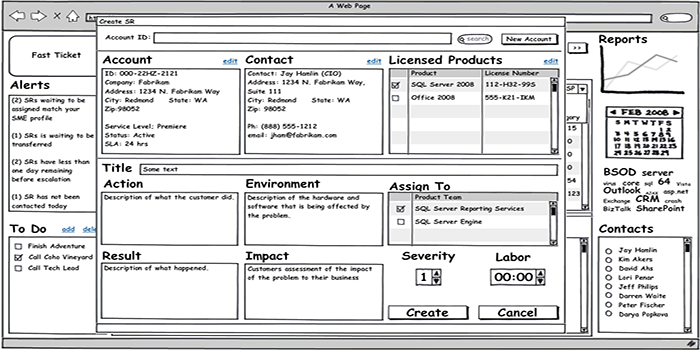 A Web Page
Create SR
Account ID:
search
New Account
Fast Ticket
Alerts
(2) SRs waiting to be
assigned match your
SME profile
(1) SRs is waiting to be
transferred
(2) SRs have less than
one day remaining
before escalation
(1) SR has not been
contacted today
To Do
add
Finish Adventure
Call Coho Vineyard
Call Tech Lead
Account
edit
ID: 000-22HZ-2121
Company: Fabrikam
Address: 1234 N. Fabrikam Way
City: Redmond State: WA
Zip: 98052
Service Level: Premiere
Status: Active
SLA: 24 hrs
Contact
edit
Contact: Jay Hamlin (CIO)
Address: 1234 N. Fabrikam Way,
Suite 111
City: Redmond State: WA
Zip: 98052
Ph: (888) 555-1212
email: jham@fabrikam.com
Licensed Products
edit
Product License Number
SQL Server 2008 112-H32-99S
Office 2008 555-K21-IKM
Title
Some text
Action
Description of what the customer did.
Environment
Description of the hardware and
software that is being affected by
the problem.
Assign To
Product Team
SQL Server Reporting Services
SQL Server Engine
Result
Description of what happened.
Impact
Customers assessment of the impact
of the problem to their business
Severity
1
Labor
00:00
Create
Cancel
>>
SP
Reports
FEB 2008
S M T W T F S
BSOD server
virus core sql 64 Vista
Outlook AJAX asp.net
Exchange CRM crash
BizTalk SharePoint
Contacts
Jay Hamlin
Kim Akers
David Ahs
Lori Penar
Jeff Philips
Darren Waite
Peter Fischer
Darya Popkova